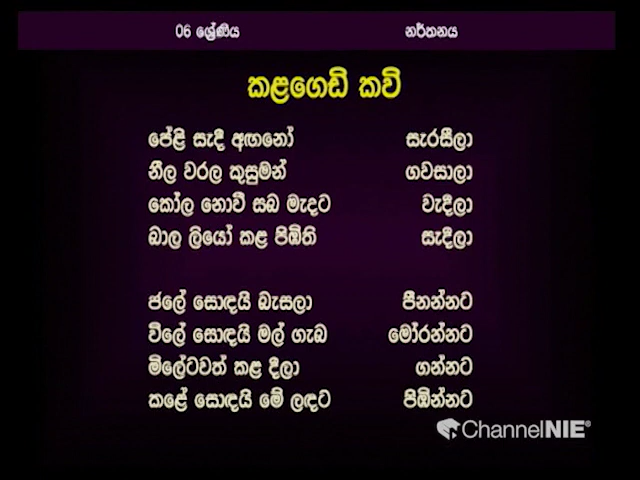 06 ශ්‍රේණිය නර්තනය
කළගෙඩි කවි
පේළි සැදී අඟනෝ සැරසීලා
නීල වරල කුසුමන් ගවසාලා
කෝල නොවී සබ මැදට වැදීලා
බාල ලියෝ කළ පිඹිති සැදීලා
ජලේ සොඳයි බැසලා පීනන්නට
විලේ සොඳයි මල් ගැබ මෝරන්නට
මිලේටවත් කළ දීලා ගන්නට
කළේ සොඳයි මේ ලඳට පිඹින්නට
ChannelNIE®